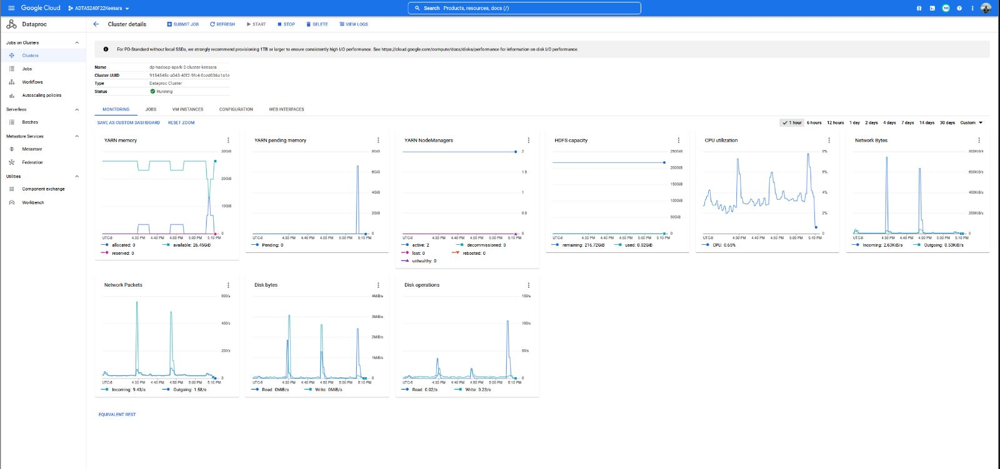 Google Cloud ADTA5240F22Keesara Search Products, resources, docs (/)
Dataproc
Cluster details SUBMIT JOB REFRESH START STOP DELETE VIEW LOGS
Jobs on Clusters
Clusters
Jobs
Workflows
Autoscaling policies
Serverless
Batches
Metastore Services
Metastore
Federation
Utilities
Component exchange
Workbench
For PD-Standard without local SSDs, we strongly recommend provisioning 1TB or larger to ensure consistently high I/O performance. See https://cloud.google.com/compute/docs/disks/performance for information on disk I/O performance.
Name dp-hadoop-spark-2-cluster-keesara
Cluster UUID 9154545c-a043-40f2-9fc4-0ced006a1a1e
Type Dataproc Cluster
Status Running
MONITORING JOBS VM INSTANCES CONFIGURATION WEB INTERFACES
SAVE AS CUSTOM DASHBOARD RESET ZOOM
1 hour 6 hours 12 hours 1 day 2 days 4 days 7 days 14 days 30 days Custom
YARN memory
30GiB
20GiB
10GiB
0
UTC-6 4:30 PM 4:40 PM 4:50 PM 5:00 PM 5:10 PM
allocated: 0 available: 26.45GiB
reserved: 0
YARN pending memory
8GiB
6GiB
4GiB
2GiB
0
UTC-6 4:30 PM 4:40 PM 4:50 PM 5:00 PM
Pending: 0
YARN NodeManagers
2
1.5
1
0.5
0
UTC-6 4:30 PM 4:40 PM 4:50 PM 5:00 PM 5:10 PM
active: 2 decommissioned: 0
lost: 0 rebooted: 0
unhealthy: 0
HDFS capacity
250GiB
200GiB
150GiB
100GiB
50GiB
0
UTC-6 4:30 PM 4:40 PM 4:50 PM 5:00 PM 5:10 PM
remaining: 216.72GiB used: 0.02GiB
CPU utilization
8%
6%
4%
2%
0
UTC-6 4:30 PM 4:40 PM 4:50 PM 5:00 PM 5:10 PM
CPU: 0.65%
Network Bytes
800KiB/s
600KiB/s
400KiB/s
200KiB/s
0
UTC-6 4:30 PM 4:40 PM 4:50 PM 5:00 PM 5:10 PM
Incoming: 2.63KiB/s Outgoing: 0.53KiB/s
Network Packets
600/s
400/s
200/s
0
UTC-6 4:30 PM 4:40 PM 4:50 PM 5:00 PM 5:10 PM
Incoming: 9.43/s Outgoing: 1.58/s
Disk bytes
4MiB/s
3MiB/s
2MiB/s
1MiB/s
0
UTC-6 4:30 PM 4:40 PM 4:50 PM 5:00 PM 5:10 PM
Read: 0MiB/s Write: 0MiB/s
Disk operations
150/s
100/s
50/s
0
UTC-6 4:30 PM 4:40 PM 4:50 PM 5:00 PM 5:10 PM
Read: 0.02/s Write: 0.23/s
EQUIVALENT REST